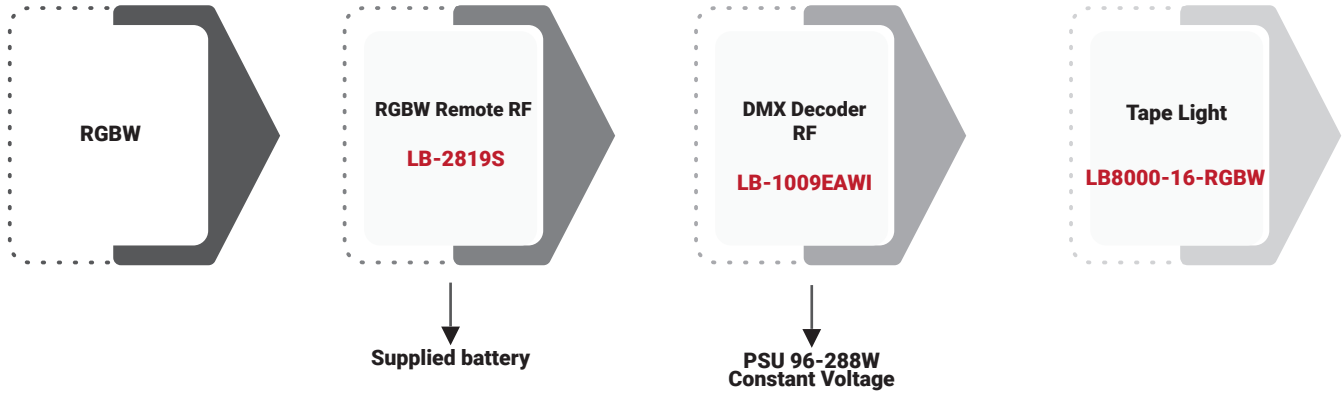 RGBW
RGBW Remote RF
LB-2819S
Supplied battery
DMX Decoder
RF
LB-1009EAWI
PSU 96-288W
Constant Voltage
Tape Light
LB8000-16-RGBW